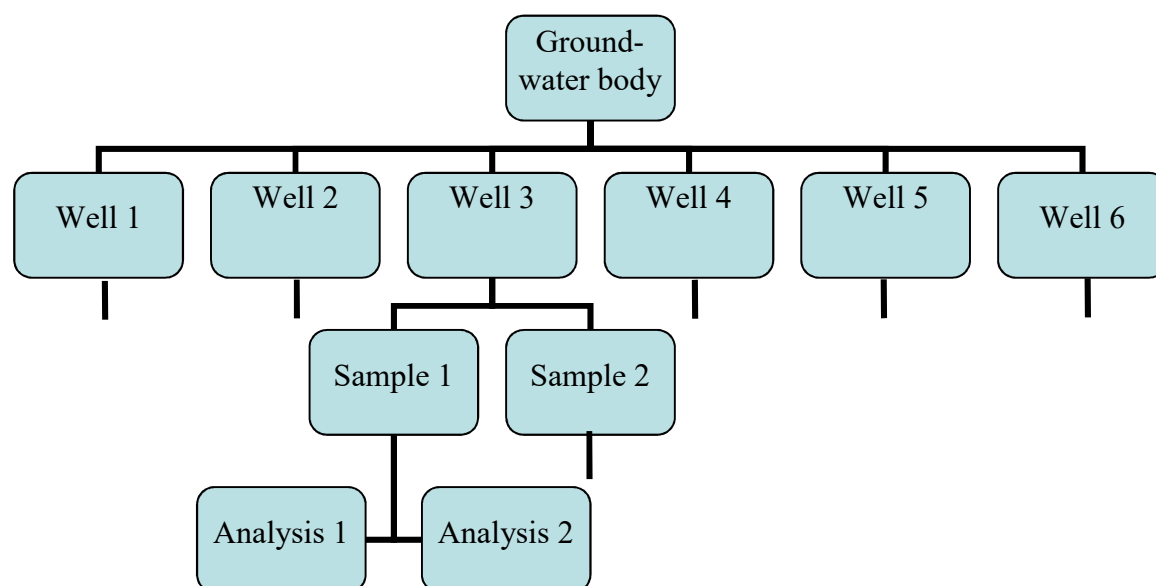 Ground-
water body
Well 1
Well 2
Well 3
Well 4
Well 5
Well 6
Sample 1
Sample 2
Analysis 1
Analysis 2